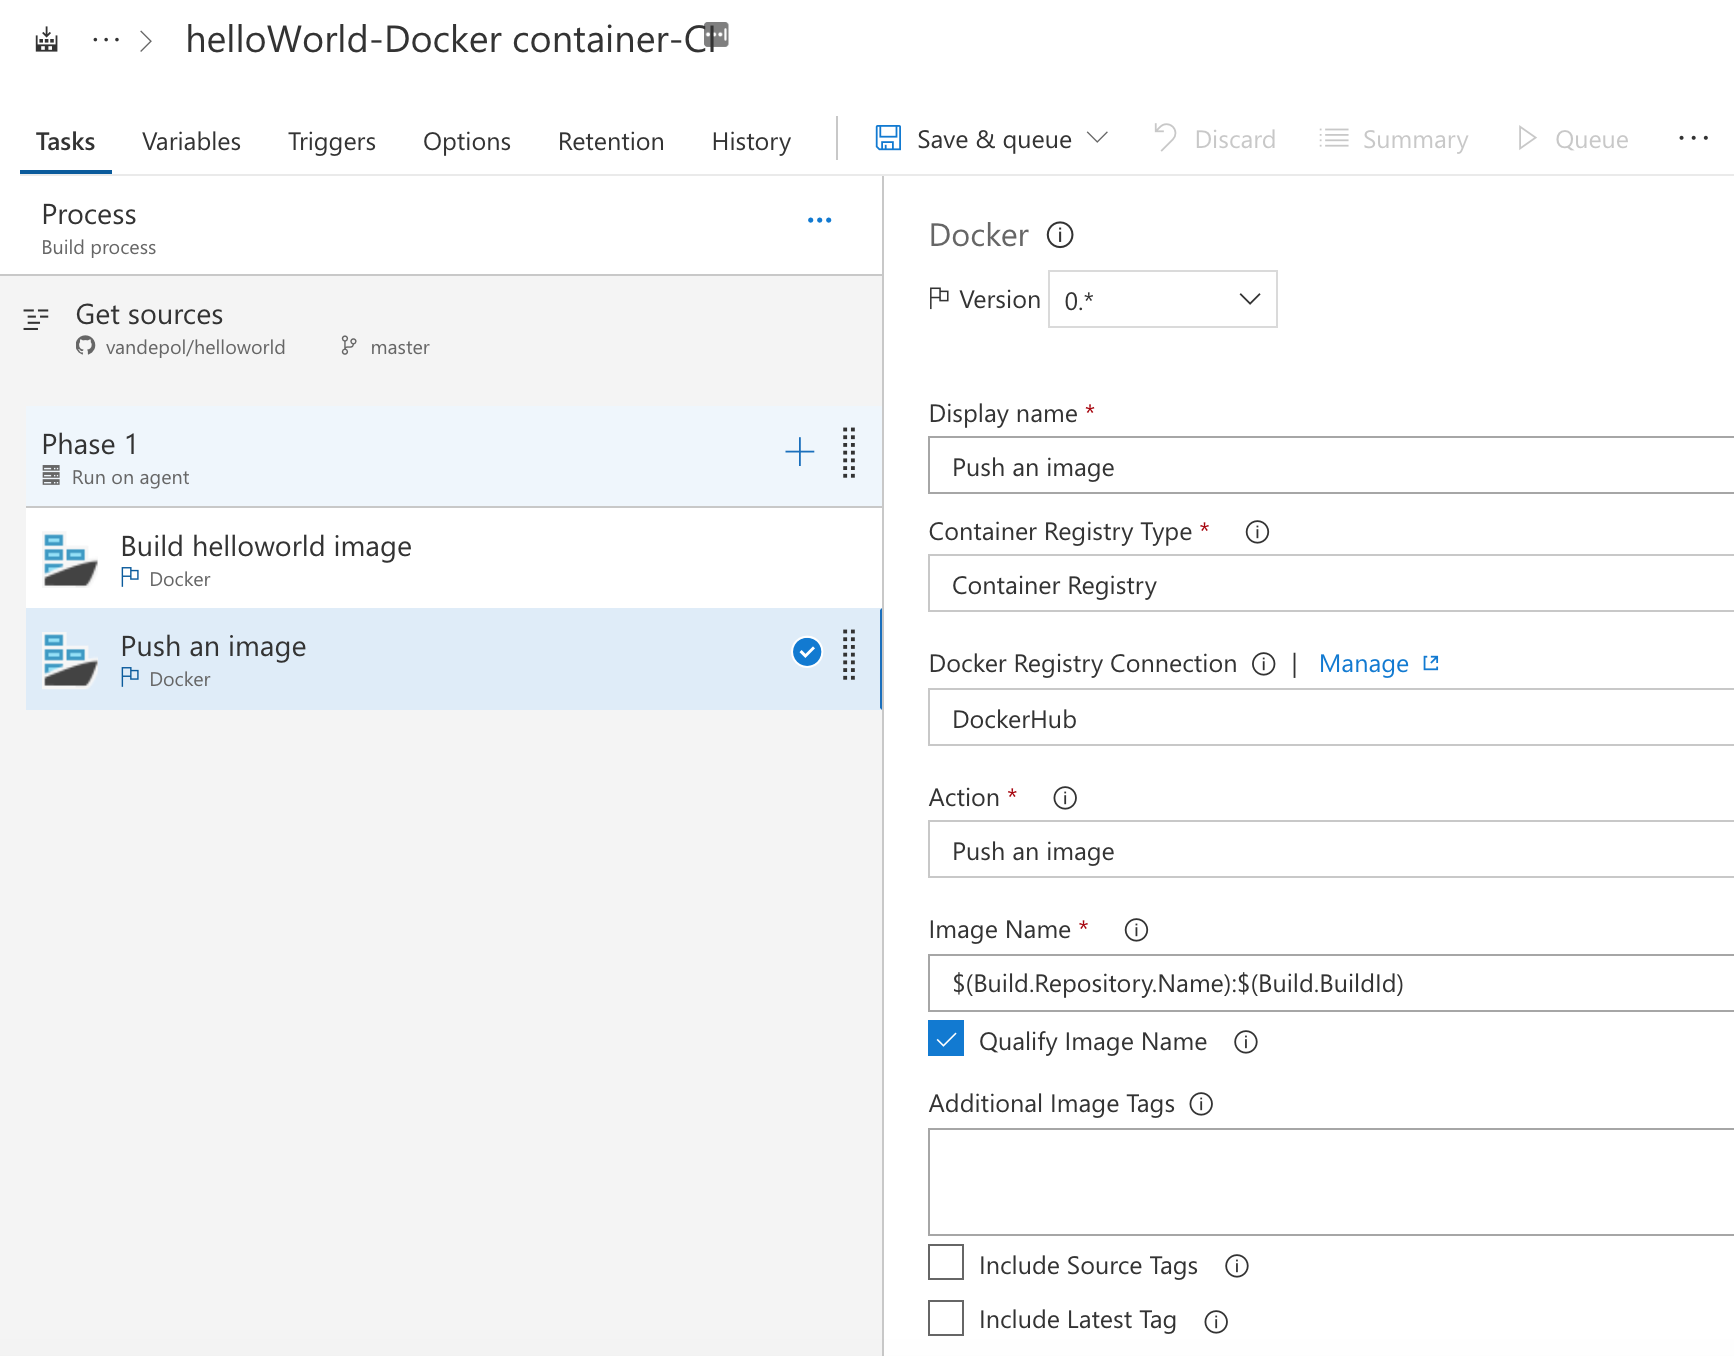 helloWorld-Docker container-CI
Tasks Variables Triggers Options Retention History Save & queue Discard Summary Queue
Process
Build process
Get sources
vandepol/helloworld master
Phase 1
Run on agent
Build helloworld image
Docker
Push an image
Docker
Docker
Version 0.*
Display name *
Push an image
Container Registry Type *
Container Registry
Docker Registry Connection | Manage
DockerHub
Action *
Push an image
Image Name *
$(Build.Repository.Name):$(Build.BuildId)
Qualify Image Name
Additional Image Tags
Include Source Tags
Include Latest Tag